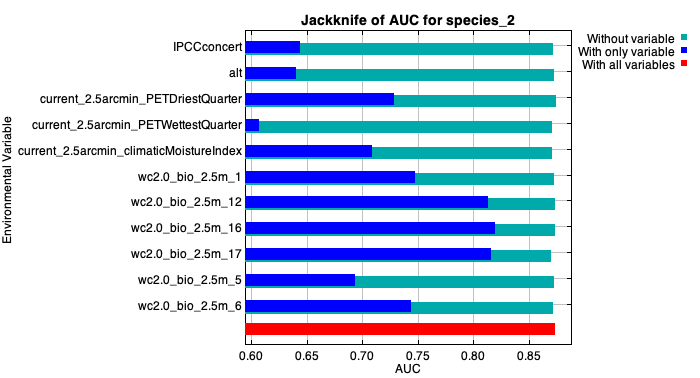 Jackknife of AUC for species_2
Without variable
With only variable
With all variables
Environmental Variable
IPCCconcert
alt
current_2.5arcmin_PETDriestQuarter
current_2.5arcmin_PETWettestQuarter
current_2.5arcmin_climaticMoistureIndex
wc2.0_bio_2.5m_1
wc2.0_bio_2.5m_12
wc2.0_bio_2.5m_16
wc2.0_bio_2.5m_17
wc2.0_bio_2.5m_5
wc2.0_bio_2.5m_6
0.60 0.65 0.70 0.75 0.80 0.85
AUC